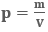 p = m/v